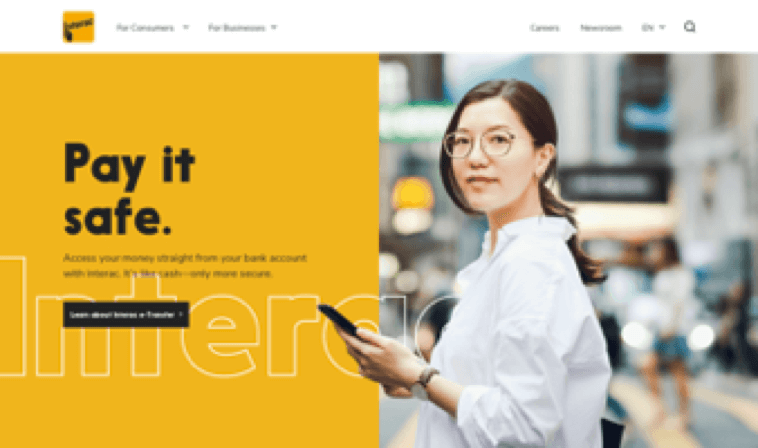 Interac
For Consumers
For Businesses
Careers
Newsroom
EN
Pay it
safe.
Access your money straight from your bank account
with Interac. It's like cash—only more secure.
Learn about Interac e-Transfer
Interac